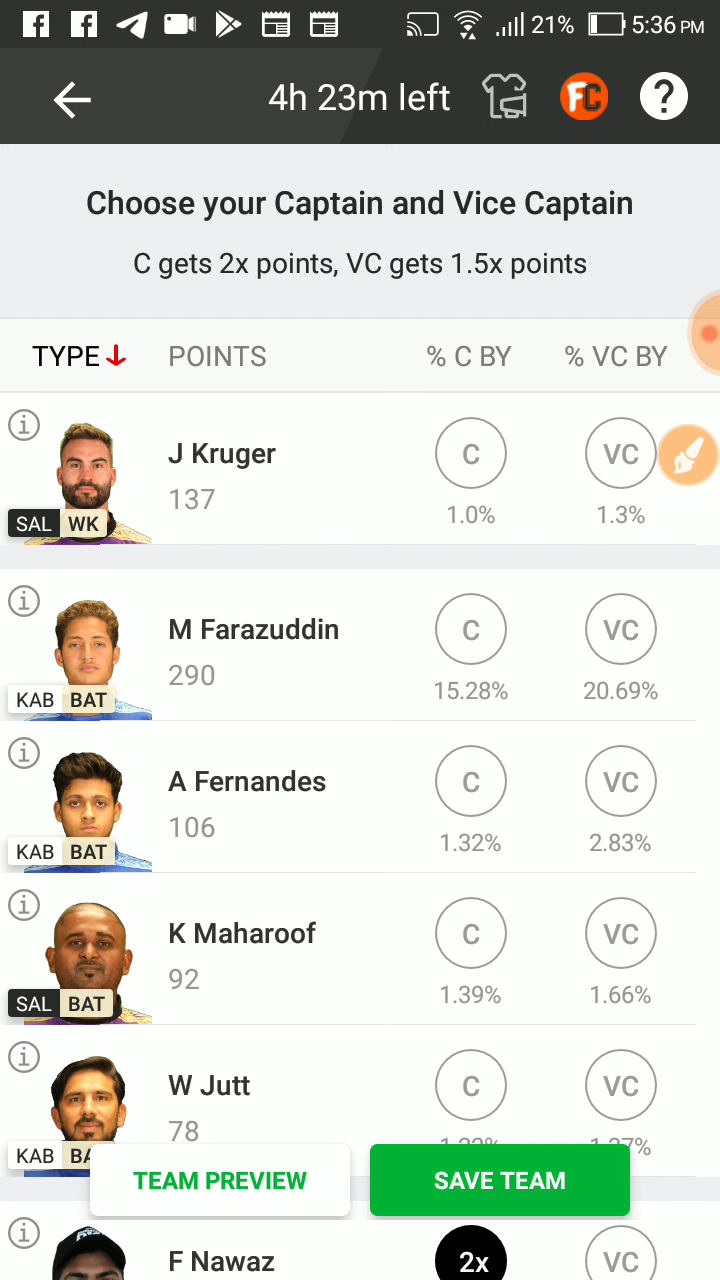 21% 5:36 PM
4h 23m left FC ?
Choose your Captain and Vice Captain
C gets 2x points, VC gets 1.5x points
TYPE POINTS % C BY % VC BY
J Kruger
137
C VC
1.0% 1.3%
SAL WK
M Farazuddin
290
C VC
15.28% 20.69%
KAB BAT
A Fernandes
106
C VC
1.32% 2.83%
KAB BAT
K Maharoof
92
C VC
1.39% 1.66%
SAL BAT
W Jutt
78
C VC
KAB
TEAM PREVIEW SAVE TEAM
F Nawaz
2x VC